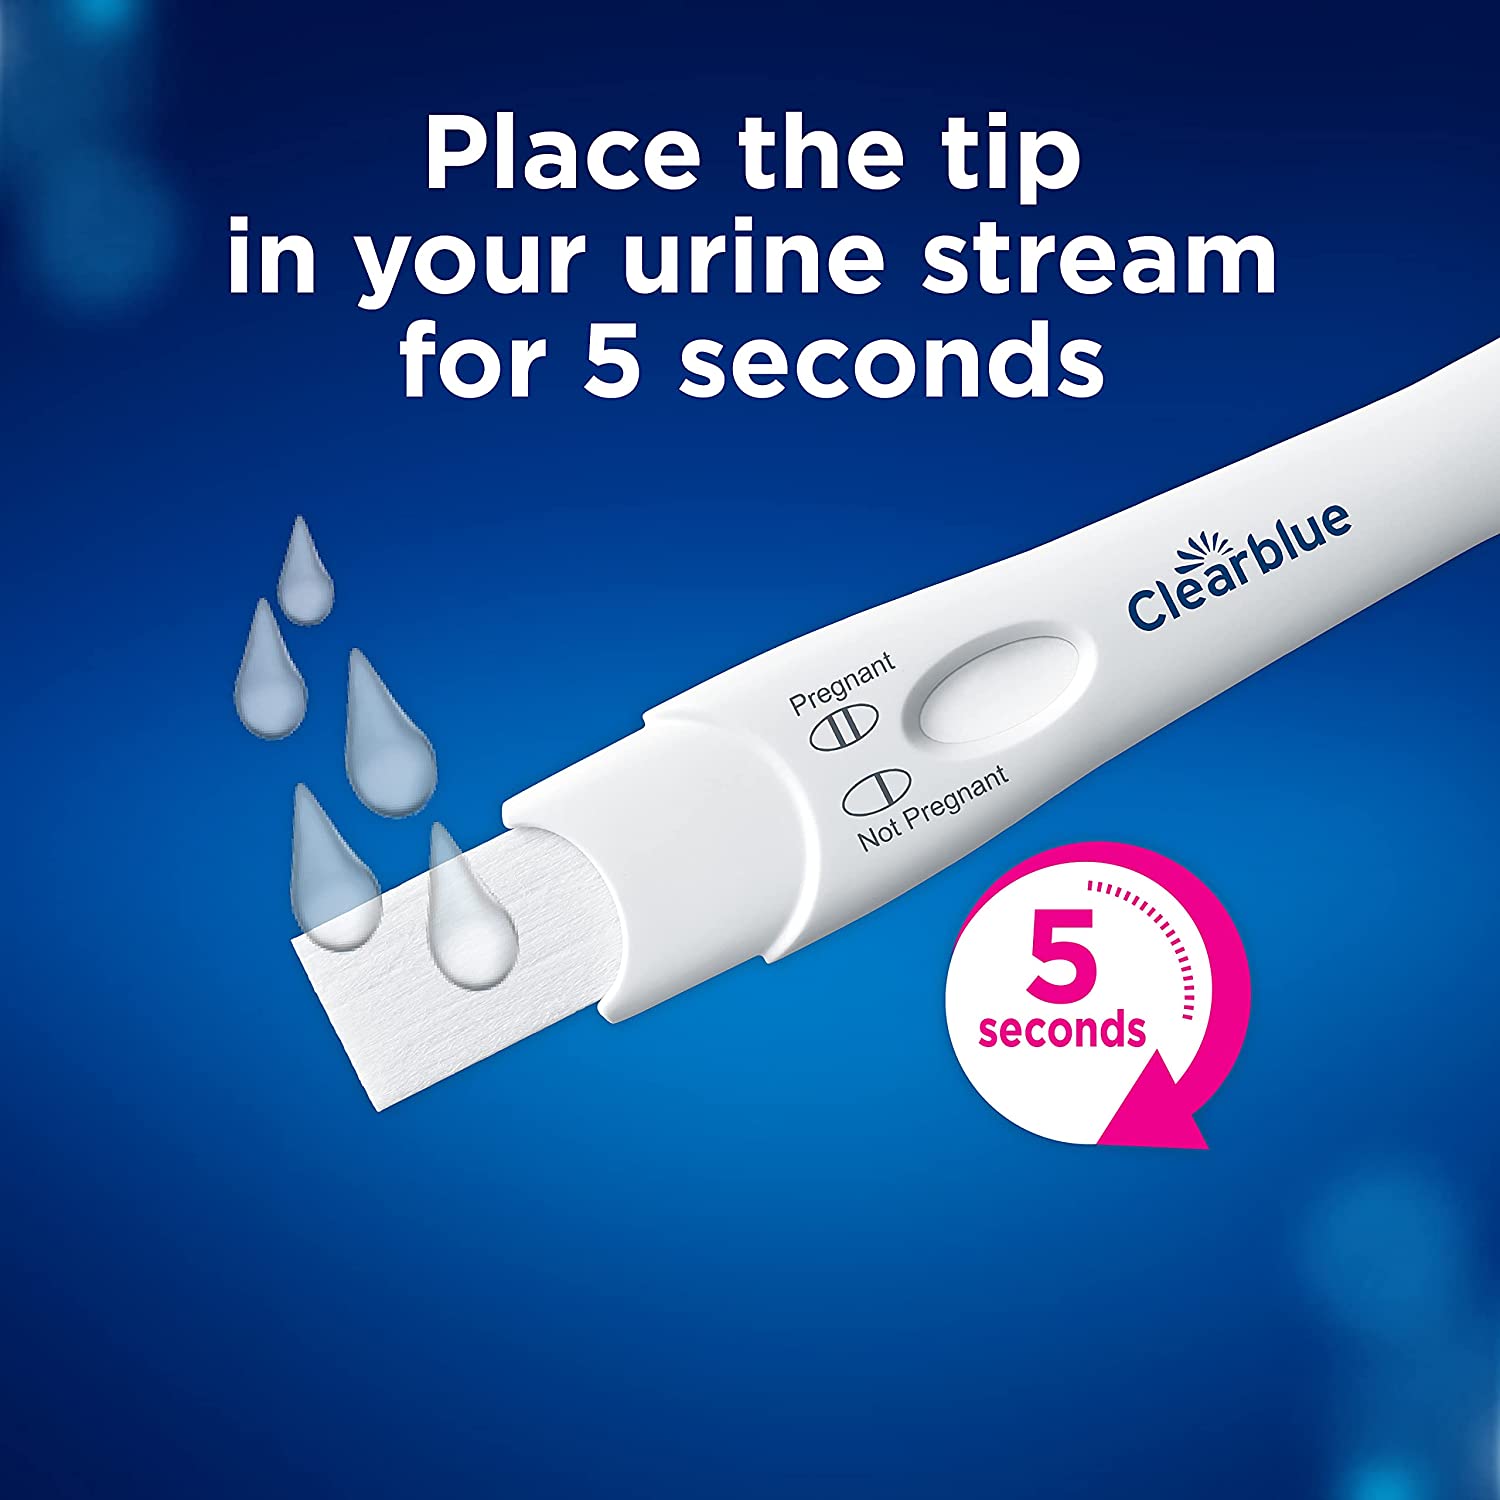 Place the tip
in your urine stream
for 5 seconds
Clearblue
Pregnant
Not Pregnant
5
seconds